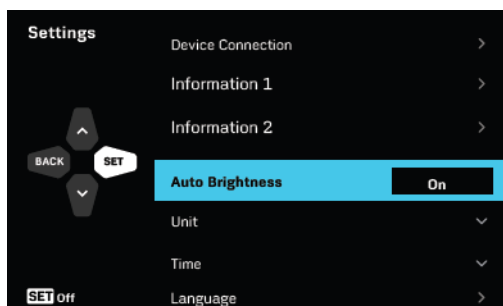 Settings
Device Connection
Information 1
Information 2
BACK SET
Auto Brightness On
Unit
Time
SET Off
Language